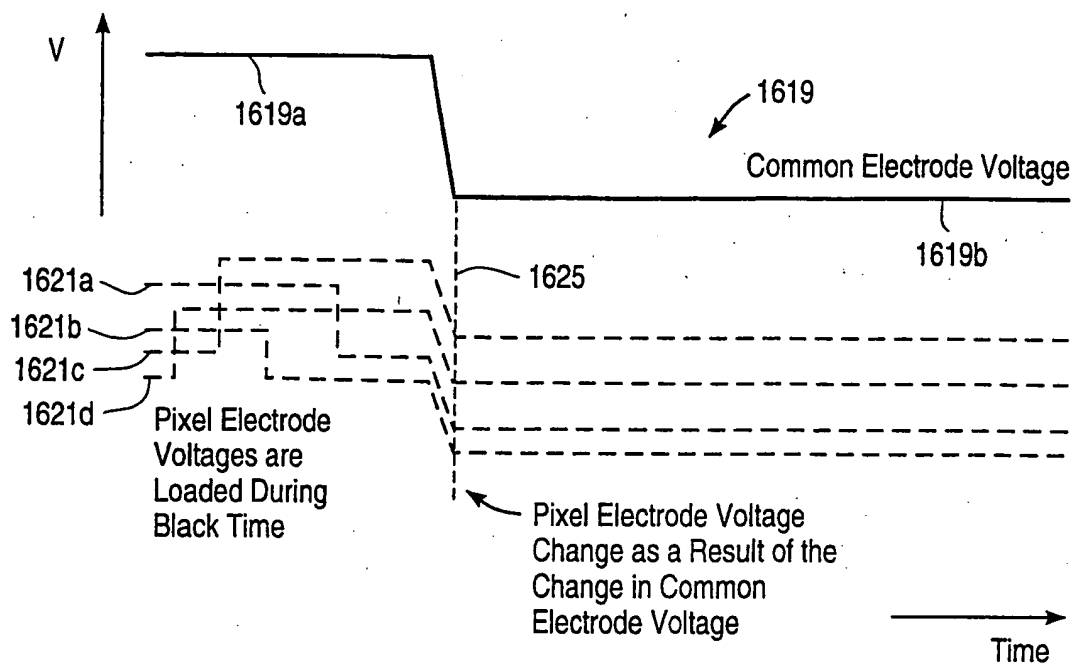 V
1619a
1619
Common Electrode Voltage
1619b
1621a
1625
1621b
1621c
1621d
Pixel Electrode
Voltages are
Loaded During
Black Time
Pixel Electrode Voltage
Change as a Result of the
Change in Common
Electrode Voltage
Time